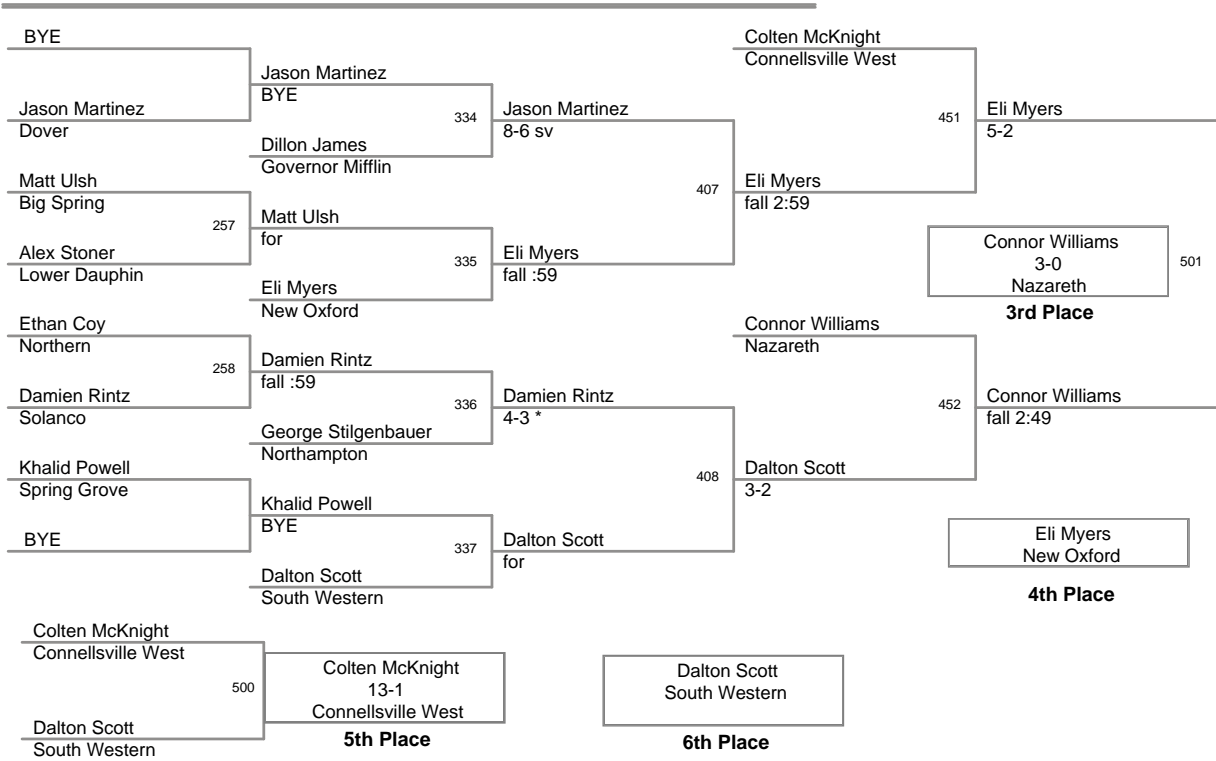 BYE
Jason Martinez
Dover
Matt Ulsh
Big Spring
257
Alex Stoner
Lower Dauphin
Ethan Coy
Northern
258
Damien Rintz
Solanco
Khalid Powell
Spring Grove
BYE
Jason Martinez
BYE
334
Dillon James
Governor Mifflin
Matt Ulsh
for
335
Eli Myers
New Oxford
Damien Rintz
fall :59
336
George Stilgenbauer
Northampton
Khalid Powell
BYE
337
Dalton Scott
South Western
Jason Martinez
8-6 sv
407
Eli Myers
fall :59
Damien Rintz
4-3 *
408
Dalton Scott
for
Colten McKnight
Connellsville West
451
Eli Myers
fall 2:59
Connor Williams
Nazareth
452
Dalton Scott
3-2
Eli Myers
5-2
Connor Williams
3-0
Nazareth
501
3rd Place
Connor Williams
fall 2:49
Eli Myers
New Oxford
4th Place
Colten McKnight
Connellsville West
500
Dalton Scott
South Western
Colten McKnight
13-1
Connellsville West
5th Place
Dalton Scott
South Western
6th Place